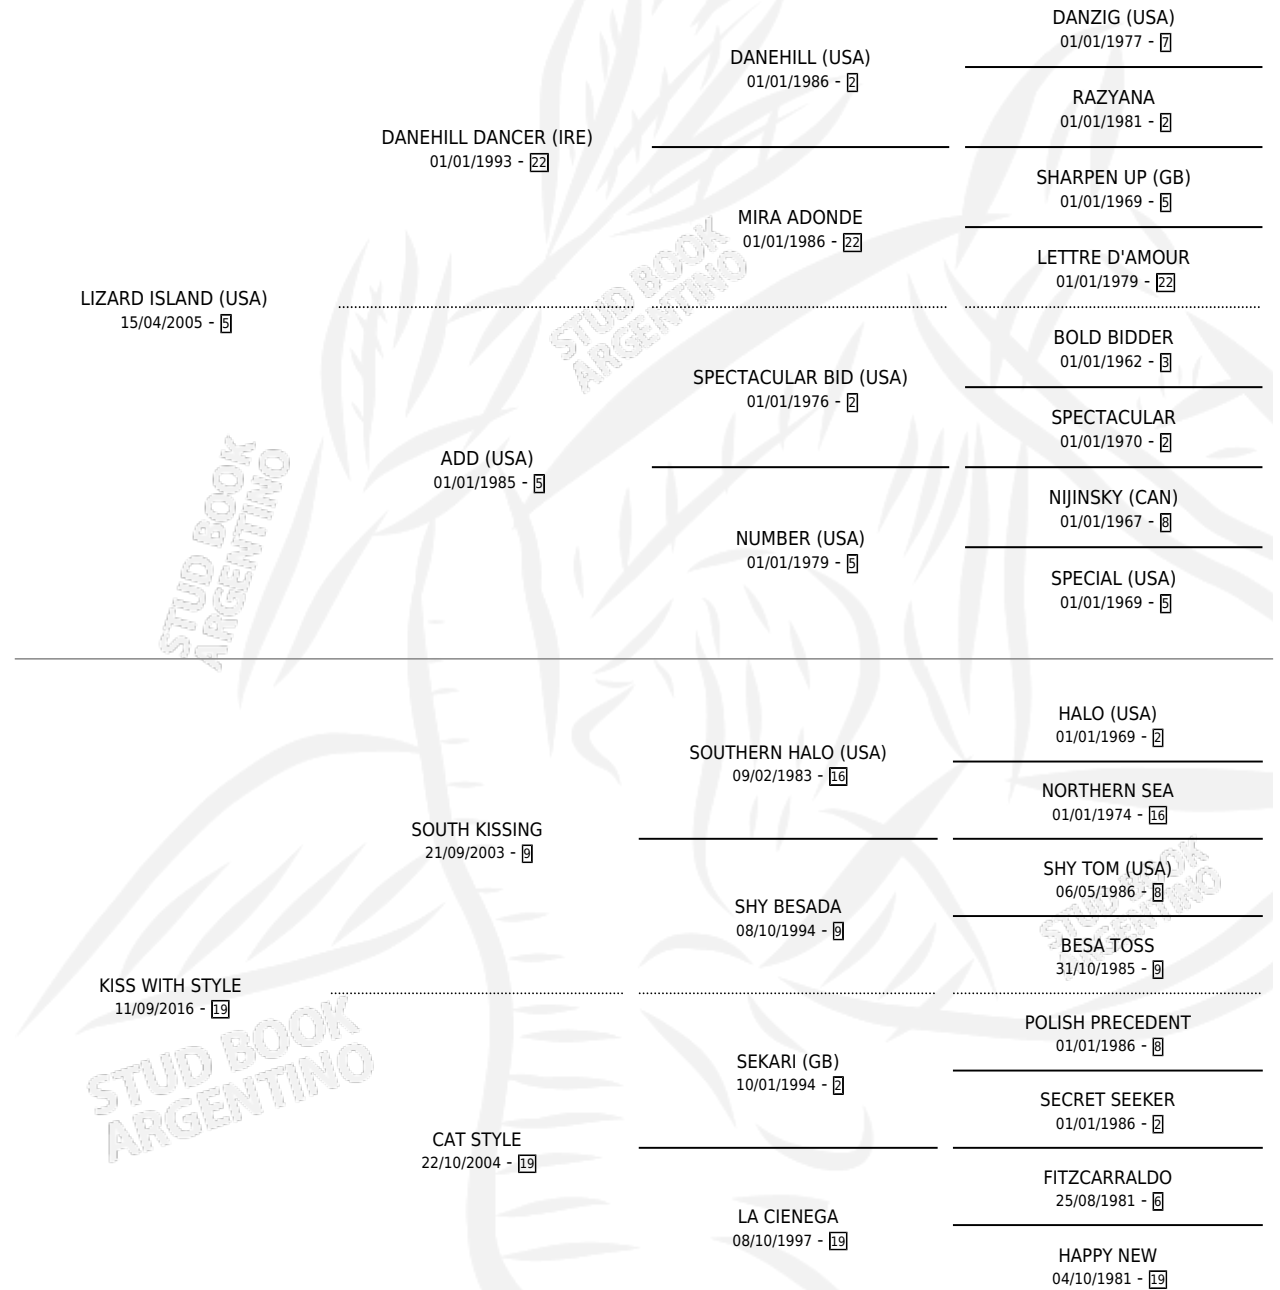 DANZIG (USA)
01/01/1977 - 7
DANEHILL (USA)
01/01/1986 - 2
RAZYANA
01/01/1981 - 2
DANEHILL DANCER (IRE)
01/01/1993 - 22
SHARPEN UP (GB)
01/01/1969 - 5
MIRA ADONDE
01/01/1986 - 22
LETTRE D'AMOUR
01/01/1979 - 22
LIZARD ISLAND (USA)
15/04/2005 - 5
BOLD BIDDER
01/01/1962 - 3
SPECTACULAR BID (USA)
01/01/1976 - 2
SPECTACULAR
01/01/1970 - 2
ADD (USA)
01/01/1985 - 5
NIJINSKY (CAN)
01/01/1967 - 8
NUMBER (USA)
01/01/1979 - 5
SPECIAL (USA)
01/01/1969 - 5
HALO (USA)
01/01/1969 - 2
SOUTHERN HALO (USA)
09/02/1983 - 16
NORTHERN SEA
01/01/1974 - 16
SOUTH KISSING
21/09/2003 - 9
SHY TOM (USA)
06/05/1986 - 8
SHY BESADA
08/10/1994 - 9
BESA TOSS
31/10/1985 - 9
KISS WITH STYLE
11/09/2016 - 19
POLISH PRECEDENT
01/01/1986 - 8
SEKARI (GB)
10/01/1994 - 2
SECRET SEEKER
01/01/1986 - 2
CAT STYLE
22/10/2004 - 19
FITZCARRALDO
25/08/1981 - 6
LA CIENEGA
08/10/1997 - 19
HAPPY NEW
04/10/1981 - 19
STUD BOOK
ARGENTINO
STUD BOOK
ARGENTINO
STUD BOOK
ARGENTINO
STUD BOOK
ARGENTINO